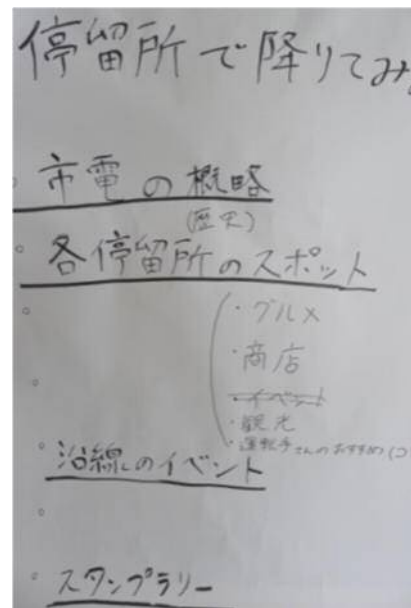 停留所で降りてみ
。市電の概略
(歴史)
。各停留所のスポット
・グルメ
・商店
・イベント
・観光
・運転手さんのおすすめ(コ
。沿線のイベント
。スタンプラリー